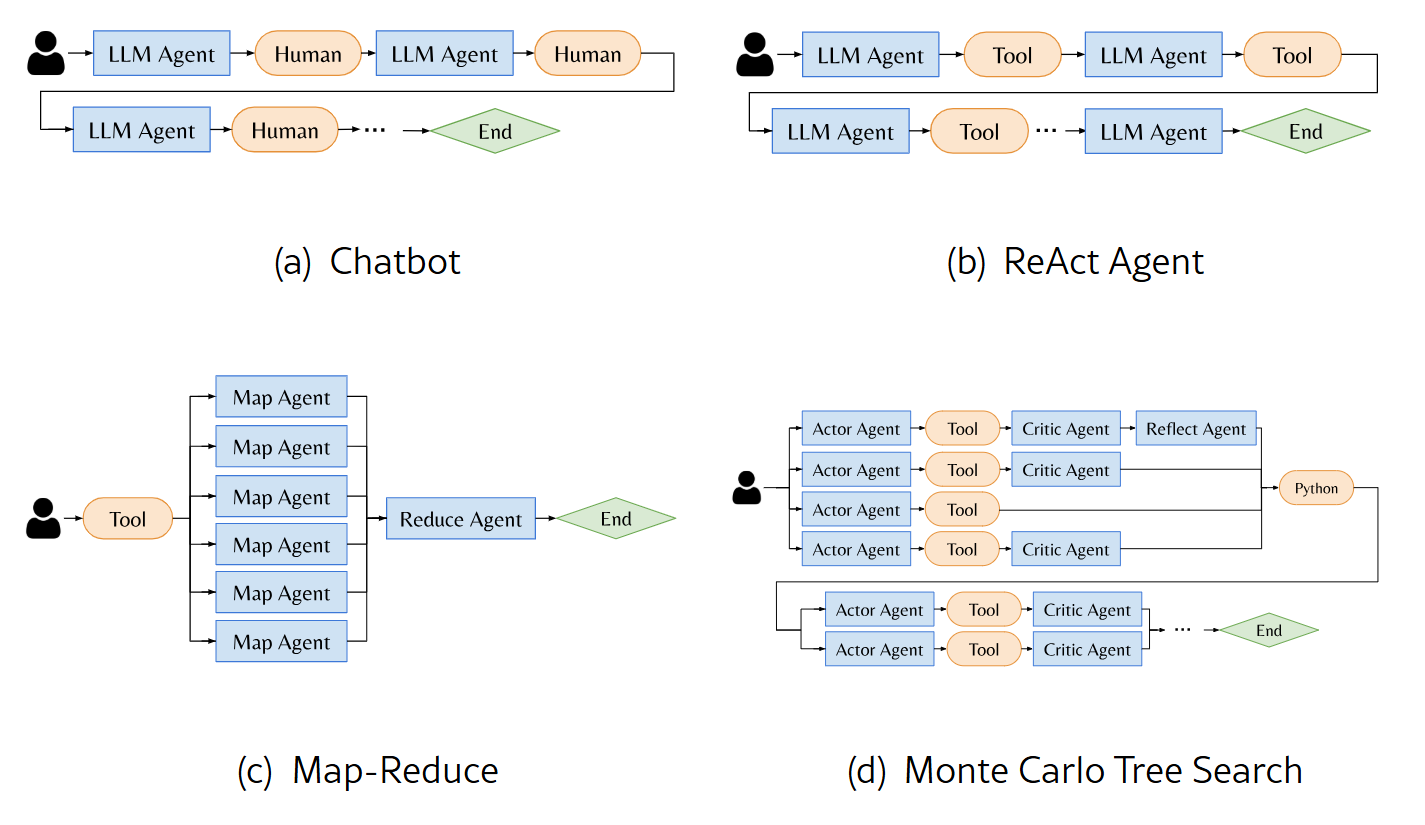 LLM Agent Human LLM Agent Human
LLM Agent Human ... End
(a) Chatbot
LLM Agent Tool LLM Agent Tool
LLM Agent Tool ... LLM Agent End
(b) ReAct Agent
Map Agent
Map Agent
Map Agent
Tool Reduce Agent End
Map Agent
Map Agent
Map Agent
(c) Map-Reduce
Actor Agent Tool Critic Agent Reflect Agent
Actor Agent Tool Critic Agent
Python
Actor Agent Tool
Actor Agent Tool Critic Agent
Actor Agent Tool Critic Agent
... End
Actor Agent Tool Critic Agent
(d) Monte Carlo Tree Search